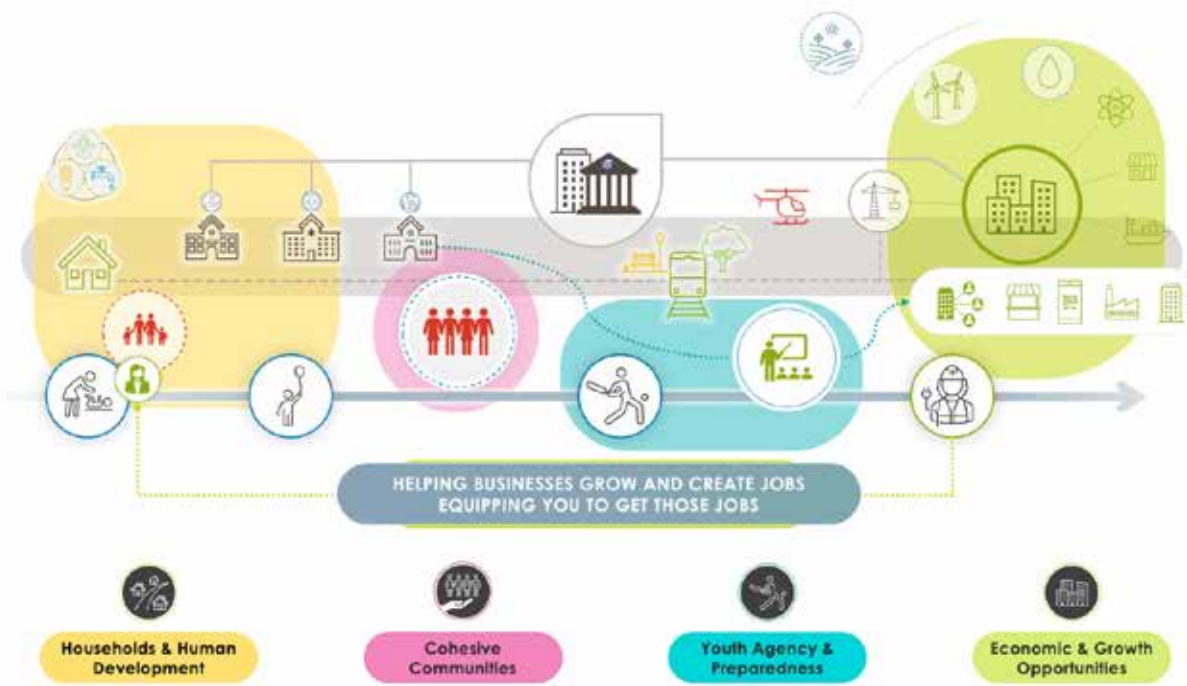 HELPING BUSINESSES GROW AND CREATE JOBS
EQUIPPING YOU TO GET THOSE JOBS
Households & Human
Development
Cohesive
Communities
Youth Agency &
Preparedness
Economic & Growth
Opportunities